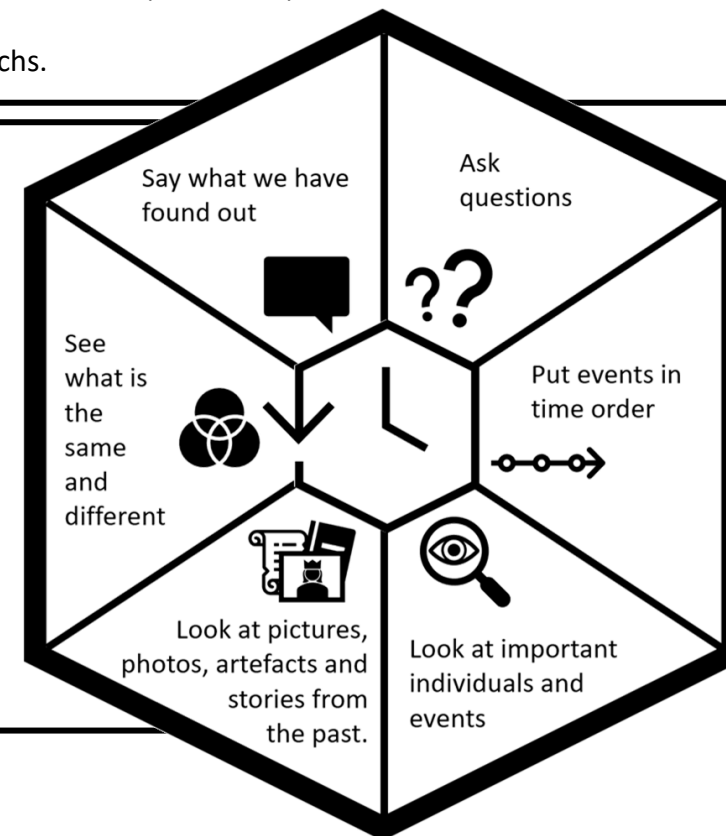 chs.
Say what we have
found out
Ask
questions
See
what is
the
same
and
different
Put events in
time order
Look at pictures,
photos, artefacts and
stories from
the past.
Look at important
individuals and
events